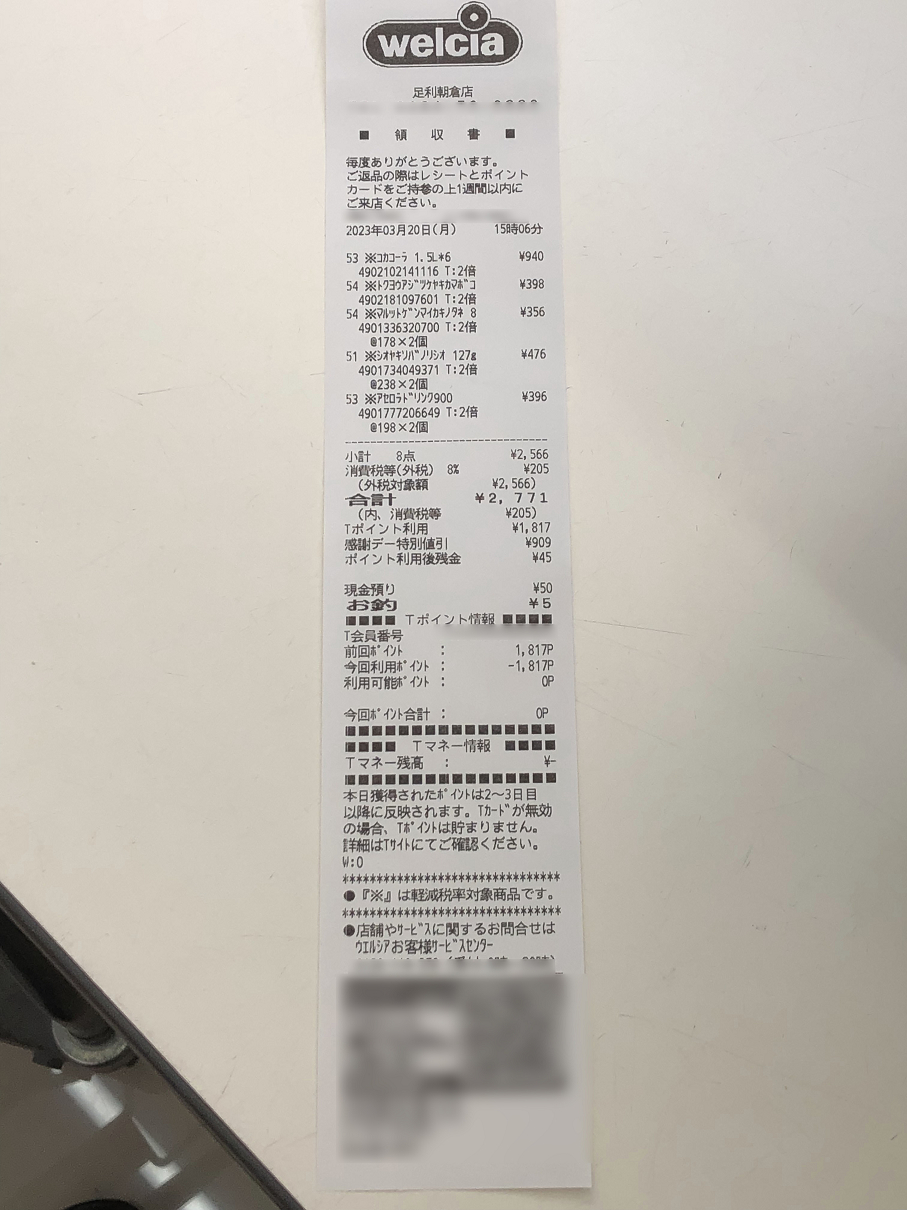 welcia
足利朝倉店
■ 領 収 書 ■
毎度ありがとうございます。
ご返品の際はレシートとポイント
カードをご持参の上1週間以内に
ご来店ください。
2023年03月20日(月) 15時06分
53 ※コカコーラ 1.5L*6 ¥940
4902102141116 T:2倍
54 ※トクヨウアジツケヤキカマボコ ¥398
4902181097601 T:2倍
54 ※マルットゲンマイカキノタネ 8 ¥356
4901336320700 T:2倍
@178×2個
51 ※シオヤキソバノリシオ 127g ¥476
4901734049371 T:2倍
@238×2個
53 ※アセロラドリンク900 ¥396
4901777206649 T:2倍
@198×2個
小計 8点 ¥2,566
消費税等(外税) 8% ¥205
(外税対象額 ¥2,566)
合計 ¥2,771
(内、消費税等 ¥205)
Tポイント利用 ¥1,817
感謝デー特別値引 ¥909
ポイント利用後残金 ¥45
現金預り ¥50
お釣 ¥5
■■■■ Tポイント情報 ■■■■
T会員番号
前回ポイント : 1,817P
今回利用ポイント : -1,817P
利用可能ポイント : 0P
今回ポイント合計 : 0P
■■■■ Tマネー情報 ■■■■
Tマネー残高 : ¥-
本日獲得されたポイントは2〜3日目
以降に反映されます。Tカードが無効
の場合、Tポイントは貯まりません。
詳細はTサイトにてご確認ください。
W:0
********************************
●『※』は軽減税率対象商品です。
********************************
●店舗やサービスに関するお問合せは
ウエルシアお客様サービスセンター